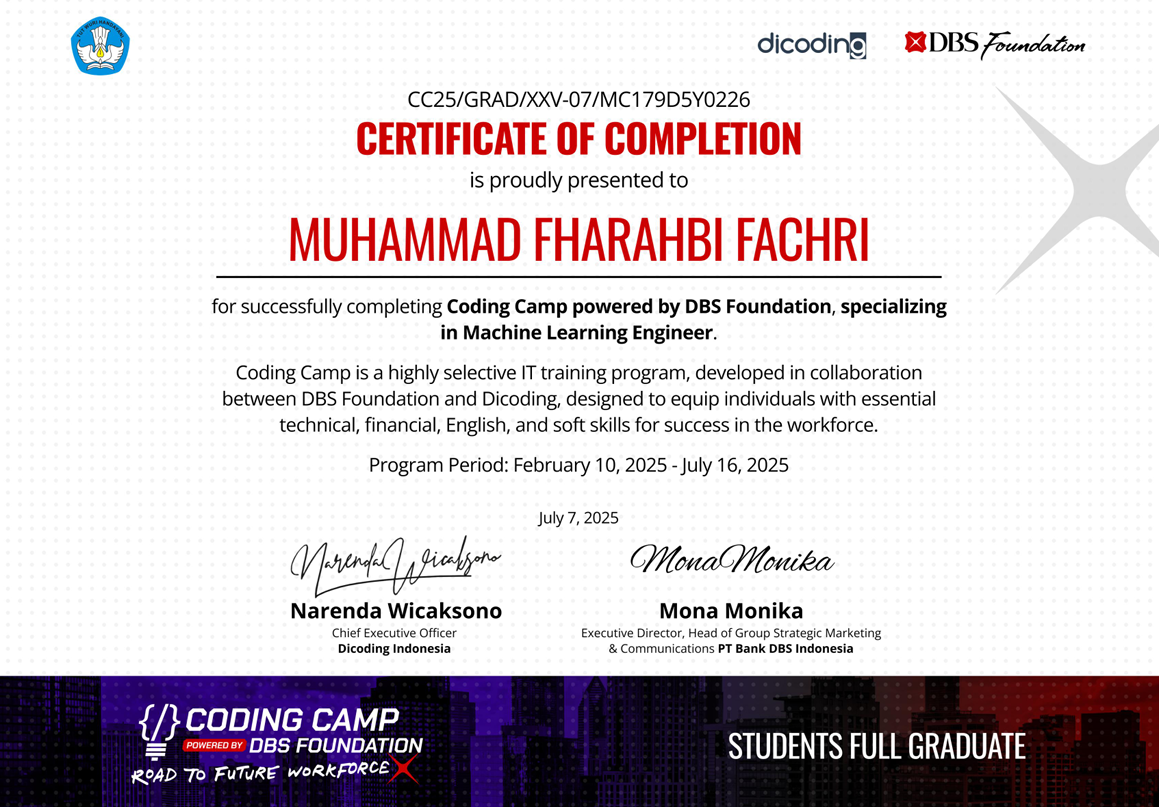 TUT WURI HANDAYANI
dicoding
DBS Foundation
CC25/GRAD/XXV-07/MC179D5Y0226
CERTIFICATE OF COMPLETION
is proudly presented to
MUHAMMAD FHARAHBI FACHRI
for successfully completing Coding Camp powered by DBS Foundation, specializing
in Machine Learning Engineer.
Coding Camp is a highly selective IT training program, developed in collaboration
between DBS Foundation and Dicoding, designed to equip individuals with essential
technical, financial, English, and soft skills for success in the workforce.
Program Period: February 10, 2025 - July 16, 2025
July 7, 2025
Narenda Wicaksono
MonaMonika
Narenda Wicaksono
Mona Monika
Chief Executive Officer
Dicoding Indonesia
Executive Director, Head of Group Strategic Marketing
& Communications PT Bank DBS Indonesia
{/} CODING CAMP
POWERED BY DBS FOUNDATION
ROAD TO FUTURE WORKFORCE
STUDENTS FULL GRADUATE